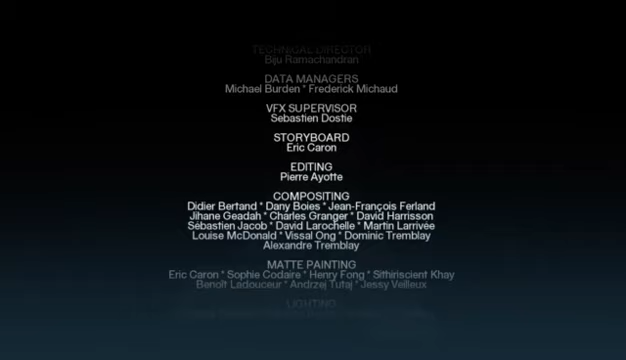 TECHNICAL DIRECTOR
Biju Ramachandran
DATA MANAGERS
Michael Burden * Frederick Michaud
VFX SUPERVISOR
Sebastien Dostie
STORYBOARD
Eric Caron
EDITING
Pierre Ayotte
COMPOSITING
Didier Bertrand * Dany Boies * Jean-François Ferland
Jihane Geadah * Charles Granger * David Harrisson
Sébastien Jacob * David Larochelle * Martin Larrivée
Louise McDonald * Vissal Ong * Dominic Tremblay
Alexandre Tremblay
MATTE PAINTING
Eric Caron * Sophie Codaire * Henry Fong * Sithiriscient Khay
Benoît Ladouceur * Andrzej Tutaj * Jessy Veilleux
LIGHTING